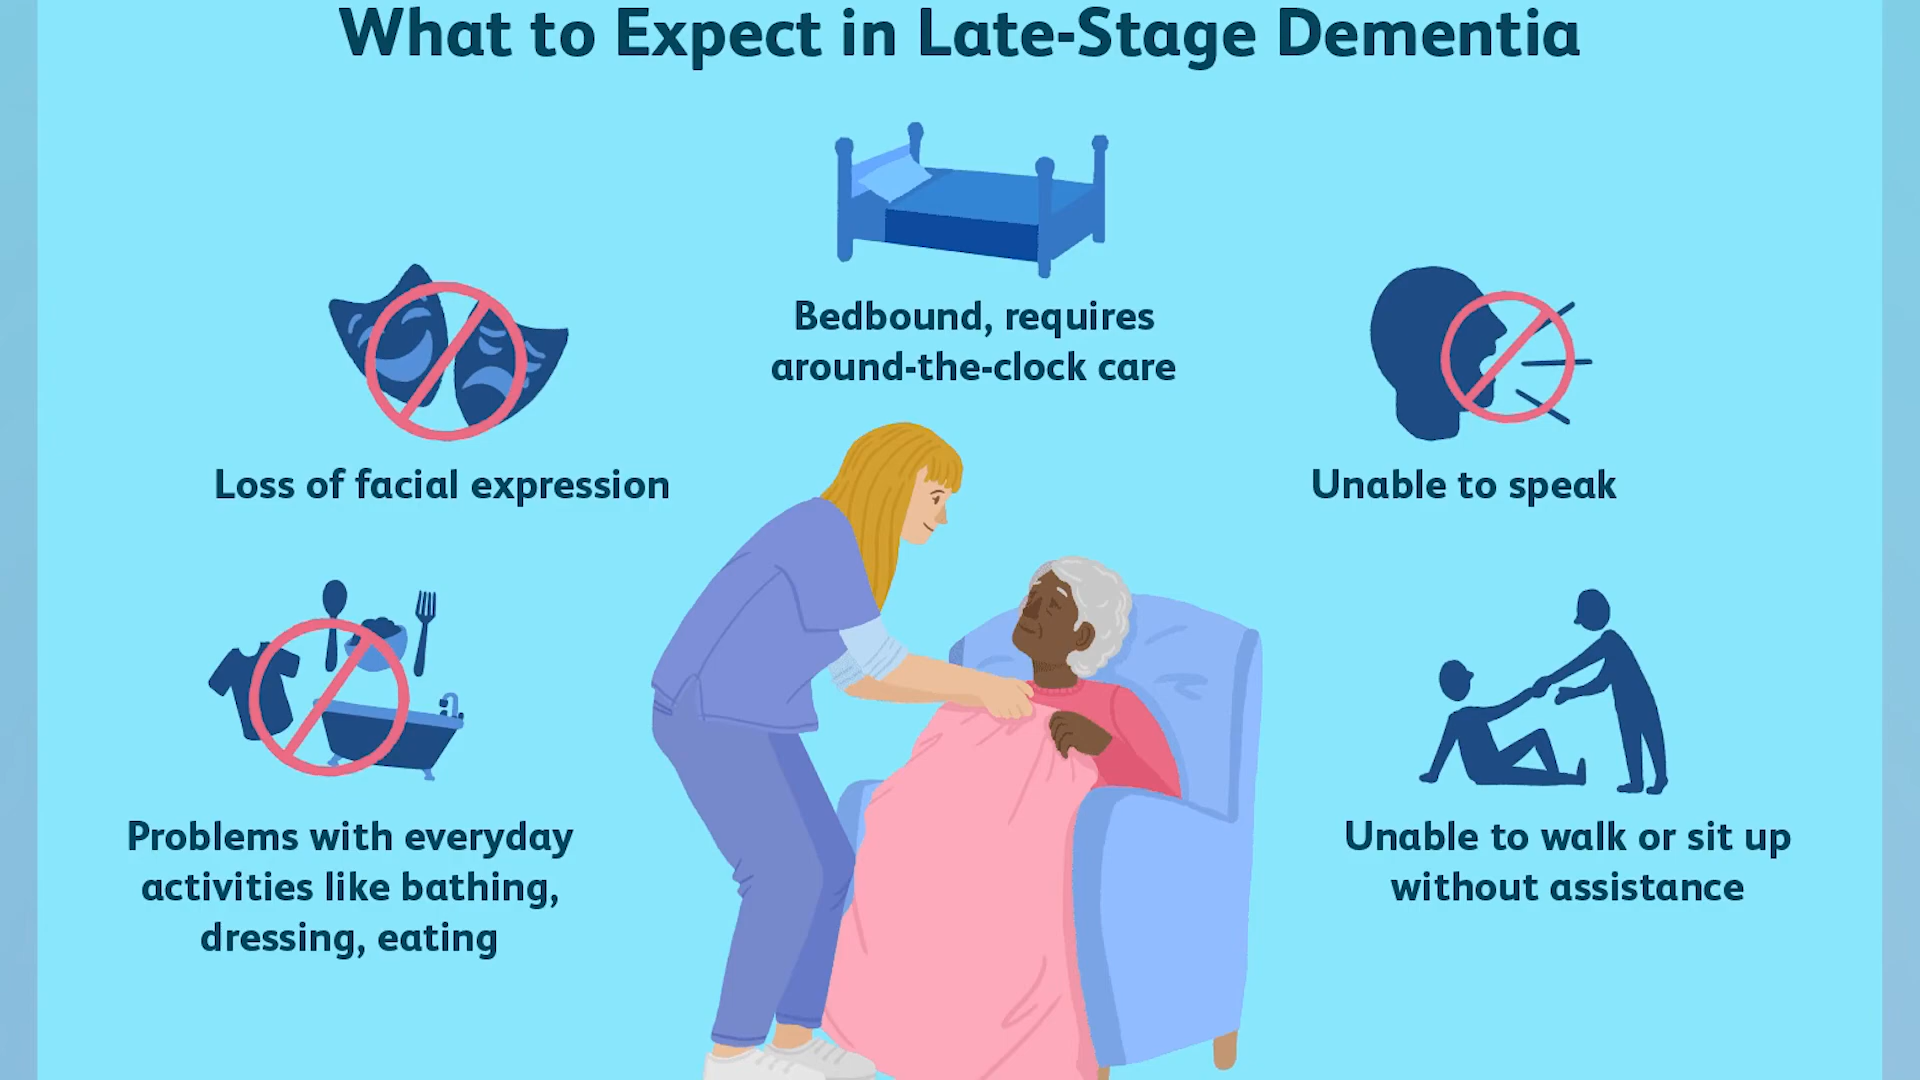 What to Expect in Late-Stage Dementia
Bedbound, requires
around-the-clock care
Loss of facial expression
Unable to speak
Problems with everyday
activities like bathing,
dressing, eating
Unable to walk or sit up
without assistance